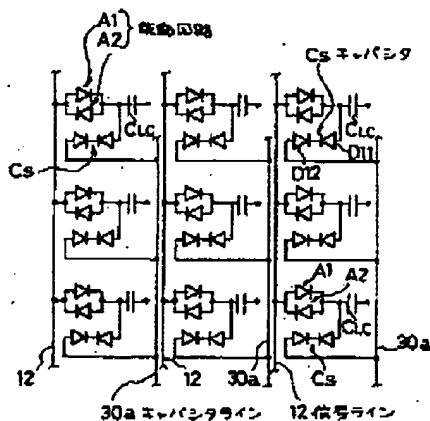 A1
A2 } 駆動回路
Cs キャパシタ
CLC
CLC
D11
D12
Cs
A1
A2
CLC
Cs
12
12
30a
30a
30a キャパシタライン
12 信号ライン